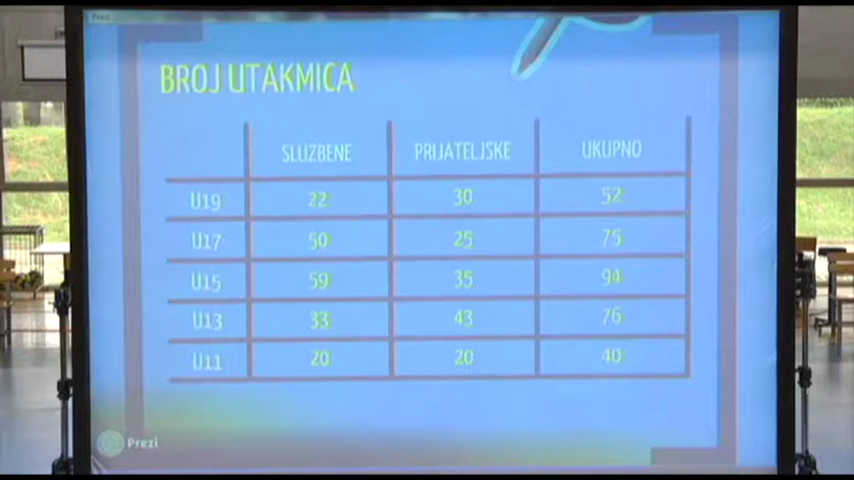 Prezi
BROJ UTAKMICA
SLUZBENE PRIJATELJSKE UKUPNO
U19 22 30 52
U17 50 25 75
U15 59 35 94
U13 33 43 76
U11 20 20 40
Prezi